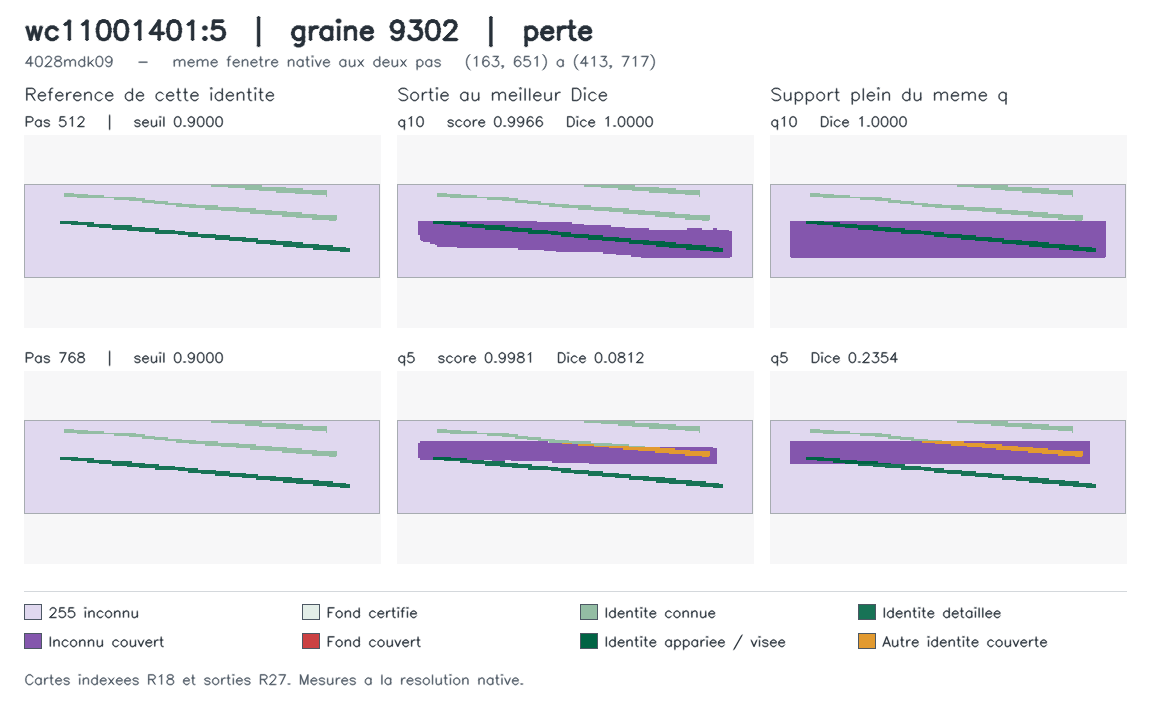 wc11001401:5 | graine 9302 | perte
4028mdk09 — meme fenetre native aux deux pas (163, 651) a (413, 717)
Reference de cette identite
Pas 512 | seuil 0.9000
Sortie au meilleur Dice
q10 score 0.9966 Dice 1.0000
Support plein du meme q
q10 Dice 1.0000
Pas 768 | seuil 0.9000
q5 score 0.9981 Dice 0.0812
q5 Dice 0.2354
255 inconnu
Fond certifie
Identite connue
Identite detaillee
Inconnu couvert
Fond couvert
Identite appariee / visee
Autre identite couverte
Cartes indexees R18 et sorties R27. Mesures a la resolution native.